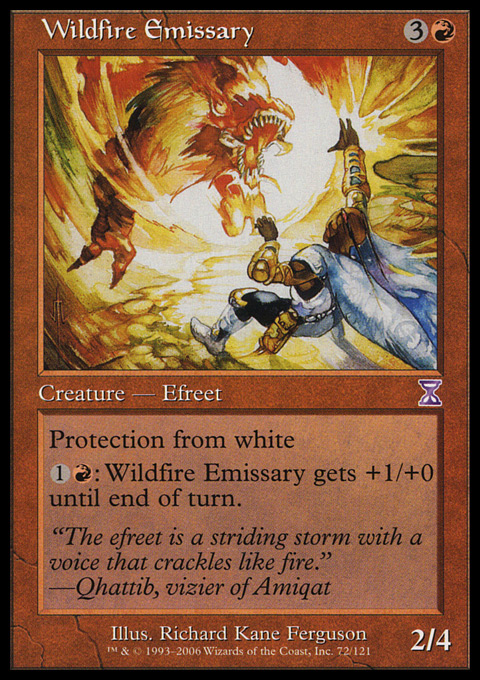 Wildfire Emissary 3
Creature — Efreet
Protection from white
1 : Wildfire Emissary gets +1/+0
until end of turn.
“The efreet is a striding storm with a
voice that crackles like fire.”
—Qhattib, vizier of Amiqat
Illus. Richard Kane Ferguson
™ & © 1993–2006 Wizards of the Coast, Inc. 72/121
2/4